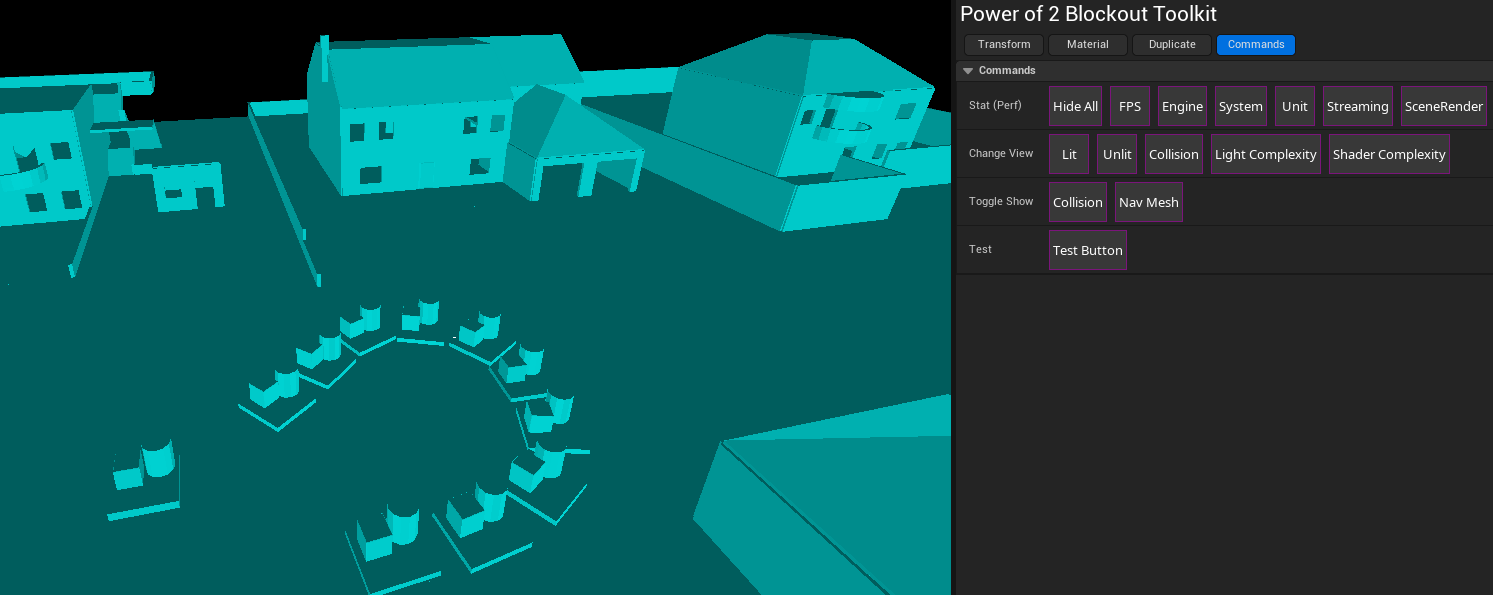 Power of 2 Blockout Toolkit
Transform Material Duplicate Commands
Commands
Stat (Perf) Hide All FPS Engine System Unit Streaming SceneRender
Change View Lit Unlit Collision Light Complexity Shader Complexity
Toggle Show Collision Nav Mesh
Test Test Button